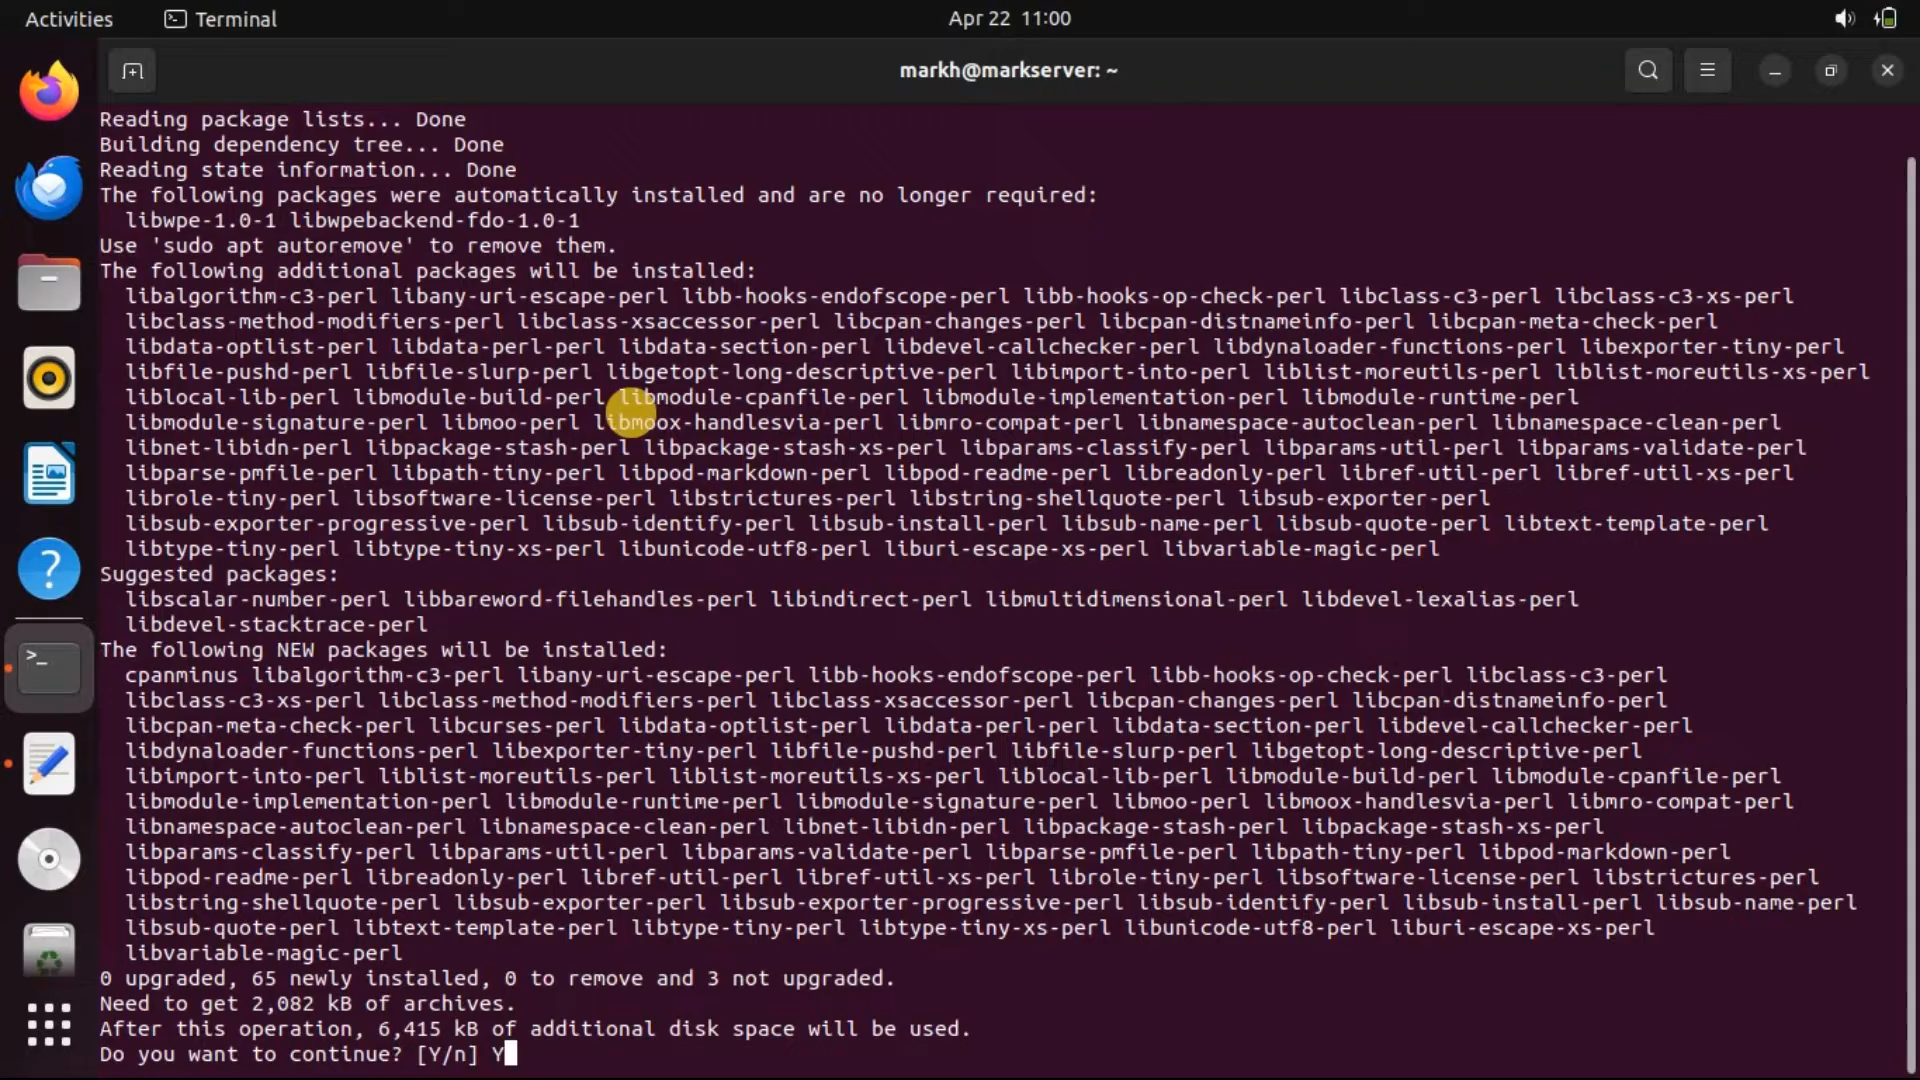 Activities Terminal Apr 22 11:00
markh@markserver: ~
Reading package lists... Done
Building dependency tree... Done
Reading state information... Done
The following packages were automatically installed and are no longer required:
libwpe-1.0-1 libwpebackend-fdo-1.0-1
Use 'sudo apt autoremove' to remove them.
The following additional packages will be installed:
libalgorithm-c3-perl libany-uri-escape-perl libb-hooks-endofscope-perl libb-hooks-op-check-perl libclass-c3-perl libclass-c3-xs-perl
libclass-method-modifiers-perl libclass-xsaccessor-perl libcpan-changes-perl libcpan-distnameinfo-perl libcpan-meta-check-perl
libdata-optlist-perl libdata-perl-perl libdata-section-perl libdevel-callchecker-perl libdynaloader-functions-perl libexporter-tiny-perl
libfile-pushd-perl libfile-slurp-perl libgetopt-long-descriptive-perl libimport-into-perl liblist-moreutils-perl liblist-moreutils-xs-perl
liblocal-lib-perl libmodule-build-perl libmodule-cpanfile-perl libmodule-implementation-perl libmodule-runtime-perl
libmodule-signature-perl libmoo-perl libmoox-handlesvia-perl libmro-compat-perl libnamespace-autoclean-perl libnamespace-clean-perl
libnet-libidn-perl libpackage-stash-perl libpackage-stash-xs-perl libparams-classify-perl libparams-util-perl libparams-validate-perl
libparse-pmfile-perl libpath-tiny-perl libpod-markdown-perl libpod-readme-perl libreadonly-perl libref-util-perl libref-util-xs-perl
librole-tiny-perl libsoftware-license-perl libstrictures-perl libstring-shellquote-perl libsub-exporter-perl
libsub-exporter-progressive-perl libsub-identify-perl libsub-install-perl libsub-name-perl libsub-quote-perl libtext-template-perl
libtype-tiny-perl libtype-tiny-xs-perl libunicode-utf8-perl liburi-escape-xs-perl libvariable-magic-perl
Suggested packages:
libscalar-number-perl libbareword-filehandles-perl libindirect-perl libmultidimensional-perl libdevel-lexalias-perl
libdevel-stacktrace-perl
The following NEW packages will be installed:
cpanminus libalgorithm-c3-perl libany-uri-escape-perl libb-hooks-endofscope-perl libb-hooks-op-check-perl libclass-c3-perl
libclass-c3-xs-perl libclass-method-modifiers-perl libclass-xsaccessor-perl libcpan-changes-perl libcpan-distnameinfo-perl
libcpan-meta-check-perl libcurses-perl libdata-optlist-perl libdata-perl-perl libdata-section-perl libdevel-callchecker-perl
libdynaloader-functions-perl libexporter-tiny-perl libfile-pushd-perl libfile-slurp-perl libgetopt-long-descriptive-perl
libimport-into-perl liblist-moreutils-perl liblist-moreutils-xs-perl liblocal-lib-perl libmodule-build-perl libmodule-cpanfile-perl
libmodule-implementation-perl libmodule-runtime-perl libmodule-signature-perl libmoo-perl libmoox-handlesvia-perl libmro-compat-perl
libnamespace-autoclean-perl libnamespace-clean-perl libnet-libidn-perl libpackage-stash-perl libpackage-stash-xs-perl
libparams-classify-perl libparams-util-perl libparams-validate-perl libparse-pmfile-perl libpath-tiny-perl libpod-markdown-perl
libpod-readme-perl libreadonly-perl libref-util-perl libref-util-xs-perl librole-tiny-perl libsoftware-license-perl libstrictures-perl
libstring-shellquote-perl libsub-exporter-perl libsub-exporter-progressive-perl libsub-identify-perl libsub-install-perl libsub-name-perl
libsub-quote-perl libtext-template-perl libtype-tiny-perl libtype-tiny-xs-perl libunicode-utf8-perl liburi-escape-xs-perl
libvariable-magic-perl
0 upgraded, 65 newly installed, 0 to remove and 3 not upgraded.
Need to get 2,082 kB of archives.
After this operation, 6,415 kB of additional disk space will be used.
Do you want to continue? [Y/n] Y